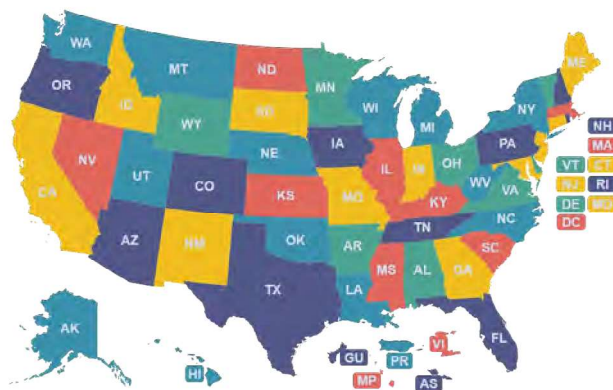 WA
MT
ND
MN
ME
OR
ID
SD
WI
NY
WY
MI
NH
IA
PA
MA
NV
NE
IL
IN
OH
VT
CT
UT
CO
WV
NJ
RI
CA
KS
MO
KY
VA
DE
MD
TN
NC
DC
AZ
NM
OK
AR
SC
MS
AL
GA
TX
LA
AK
FL
HI
GU
PR
VI
MP
AS